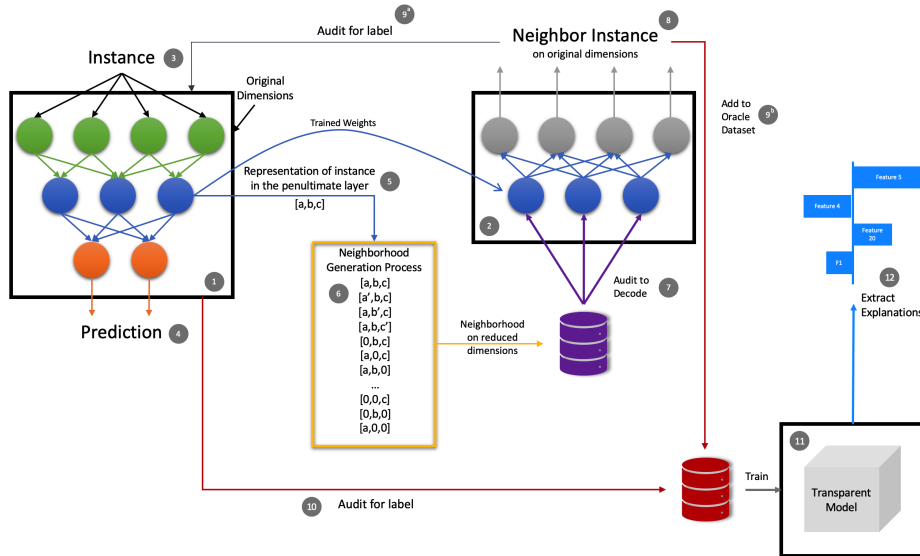 9a
Audit for label
8
Neighbor Instance
on original dimensions
Instance
3
Original
Dimensions
Add to
Oracle
Dataset
9b
Trained Weights
Representation of instance
in the penultimate layer
5
[a,b,c]
2
1
Prediction
4
Neighborhood
Generation Process
6
[a,b,c]
[a’,b,c]
[a,b’,c]
[a,b,c’]
[0,b,c]
[a,0,c]
[a,b,0]
...
[0,0,c]
[0,b,0]
[a,0,0]
Audit to
Decode
7
Neighborhood
on reduced
dimensions
Feature 5
Feature 4
Feature
20
F1
12
Extract
Explanations
10
Audit for label
Train
11
Transparent
Model